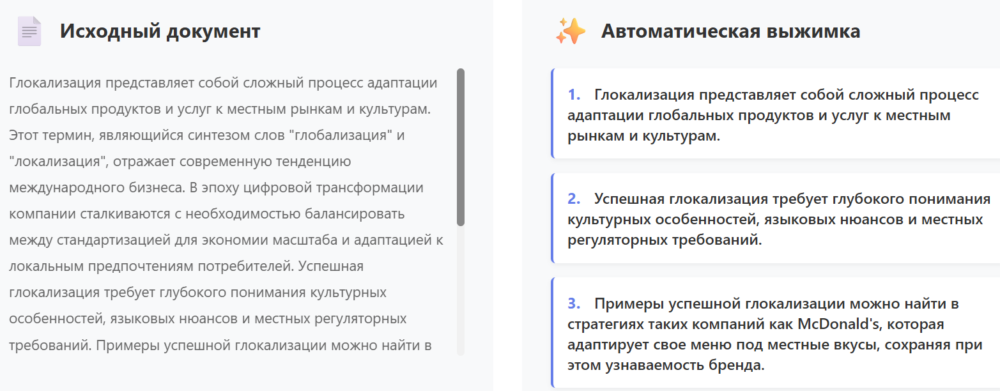 Исходный документ
Глокализация представляет собой сложный процесс адаптации
глобальных продуктов и услуг к местным рынкам и культурам.
Этот термин, являющийся синтезом слов "глобализация" и
"локализация", отражает современную тенденцию
международного бизнеса. В эпоху цифровой трансформации
компании сталкиваются с необходимостью балансировать
между стандартизацией для экономии масштаба и адаптацией к
локальным предпочтениям потребителей. Успешная
глокализация требует глубокого понимания культурных
особенностей, языковых нюансов и местных регуляторных
требований. Примеры успешной глокализации можно найти в
Автоматическая выжимка
1. Глокализация представляет собой сложный процесс
адаптации глобальных продуктов и услуг к местным
рынкам и культурам.
2. Успешная глокализация требует глубокого понимания
культурных особенностей, языковых нюансов и местных
регуляторных требований.
3. Примеры успешной глокализации можно найти в
стратегиях таких компаний как McDonald's, которая
адаптирует свое меню под местные вкусы, сохраняя при
этом узнаваемость бренда.